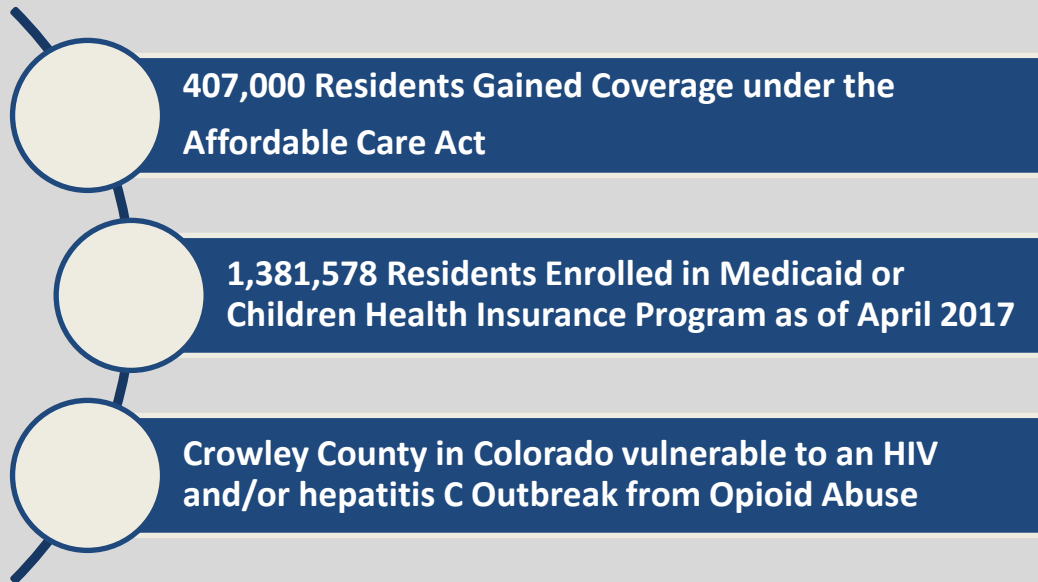 407,000 Residents Gained Coverage under the
Affordable Care Act
1,381,578 Residents Enrolled in Medicaid or
Children Health Insurance Program as of April 2017
Crowley County in Colorado vulnerable to an HIV
and/or hepatitis C Outbreak from Opioid Abuse